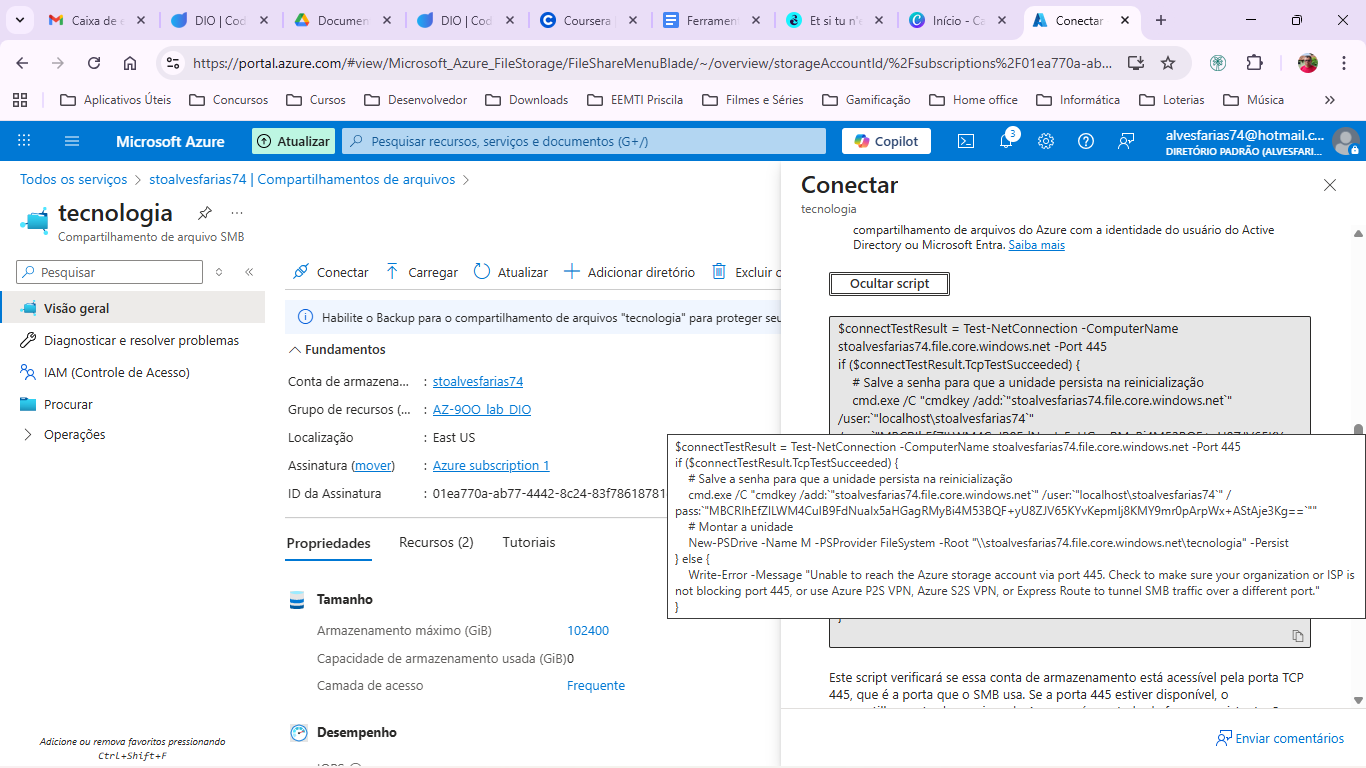 Caixa de e
DIO | Cod
Documen
DIO | Cod
Coursera
Ferramen
Et si tu n'e
Início - Ca
Conectar
https://portal.azure.com/#view/Microsoft_Azure_FileStorage/FileShareMenuBlade/~/overview/storageAccountId/%2Fsubscriptions%2F01ea770a-ab...
Aplicativos Úteis
Concursos
Cursos
Desenvolvedor
Downloads
EEMTI Priscila
Filmes e Séries
Gamificação
Home office
Informática
Loterias
Música
Microsoft Azure
Atualizar
Pesquisar recursos, serviços e documentos (G+/)
Copilot
3
alvesfarias74@hotmail.c...
DIRETÓRIO PADRÃO (ALVESFARI...
Todos os serviços > stoalvesfarias74 | Compartilhamentos de arquivos >
tecnologia
Compartilhamento de arquivo SMB
Pesquisar
Visão geral
Diagnosticar e resolver problemas
IAM (Controle de Acesso)
Procurar
Operações
Adicione ou remova favoritos pressionando
Ctrl+Shift+F
Conectar
Carregar
Atualizar
Adicionar diretório
Excluir o
Habilite o Backup para o compartilhamento de arquivos "tecnologia" para proteger seu
Fundamentos
Conta de armazena... : stoalvesfarias74
Grupo de recursos (... : AZ-9OO_lab_DIO
Localização : East US
Assinatura (mover) : Azure subscription 1
ID da Assinatura : 01ea770a-ab77-4442-8c24-83f78618781
Propriedades
Recursos (2)
Tutoriais
Tamanho
Armazenamento máximo (GiB) 102400
Capacidade de armazenamento usada (GiB)0
Camada de acesso Frequente
Desempenho
Conectar
tecnologia
compartilhamento de arquivos do Azure com a identidade do usuário do Active
Directory ou Microsoft Entra. Saiba mais
Ocultar script
$connectTestResult = Test-NetConnection -ComputerName
stoalvesfarias74.file.core.windows.net -Port 445
if ($connectTestResult.TcpTestSucceeded) {
# Salve a senha para que a unidade persista na reinicialização
cmd.exe /C "cmdkey /add:`"stoalvesfarias74.file.core.windows.net`"
/user:`"localhost\stoalvesfarias74`"
$connectTestResult = Test-NetConnection -ComputerName stoalvesfarias74.file.core.windows.net -Port 445
if ($connectTestResult.TcpTestSucceeded) {
# Salve a senha para que a unidade persista na reinicialização
cmd.exe /C "cmdkey /add:`"stoalvesfarias74.file.core.windows.net`" /user:`"localhost\stoalvesfarias74`" /
# Montar a unidade
New-PSDrive -Name M -PSProvider FileSystem -Root "\\stoalvesfarias74.file.core.windows.net\tecnologia" -Persist
} else {
Write-Error -Message "Unable to reach the Azure storage account via port 445. Check to make sure your organization or ISP is
not blocking port 445, or use Azure P2S VPN, Azure S2S VPN, or Express Route to tunnel SMB traffic over a different port."
}
Este script verificará se essa conta de armazenamento está acessível pela porta TCP
445, que é a porta que o SMB usa. Se a porta 445 estiver disponível, o
Enviar comentários